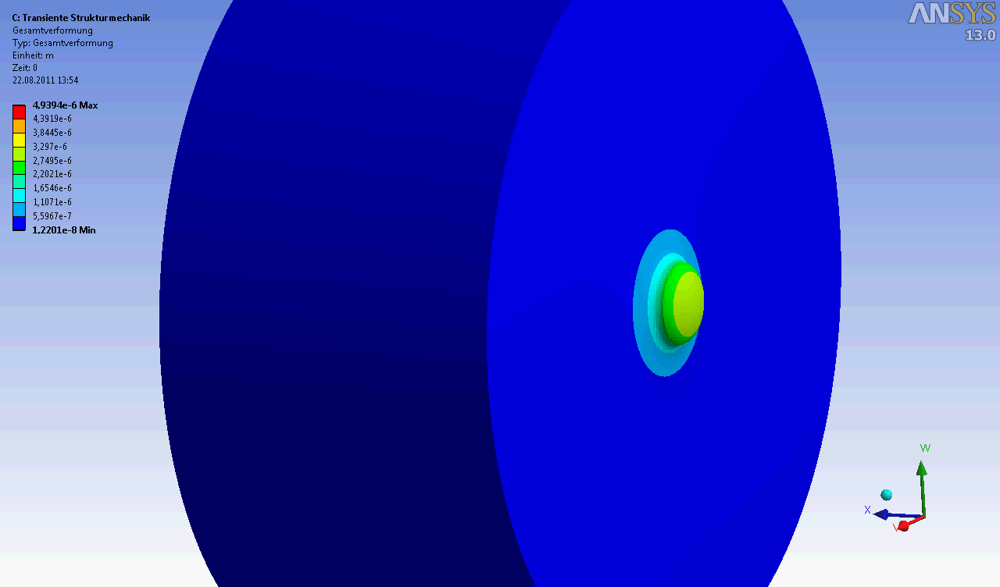 C: Transiente Strukturmechanik
Gesamtverformung
Typ: Gesamtverformung
Einheit: m
Zeit: 0
22.08.2011 13:54
4,9394e-6 Max
4,3919e-6
3,8445e-6
3,297e-6
2,7495e-6
2,2021e-6
1,6546e-6
1,1071e-6
5,5967e-7
1,2201e-8 Min
ANSYS
13.0
W
X
V